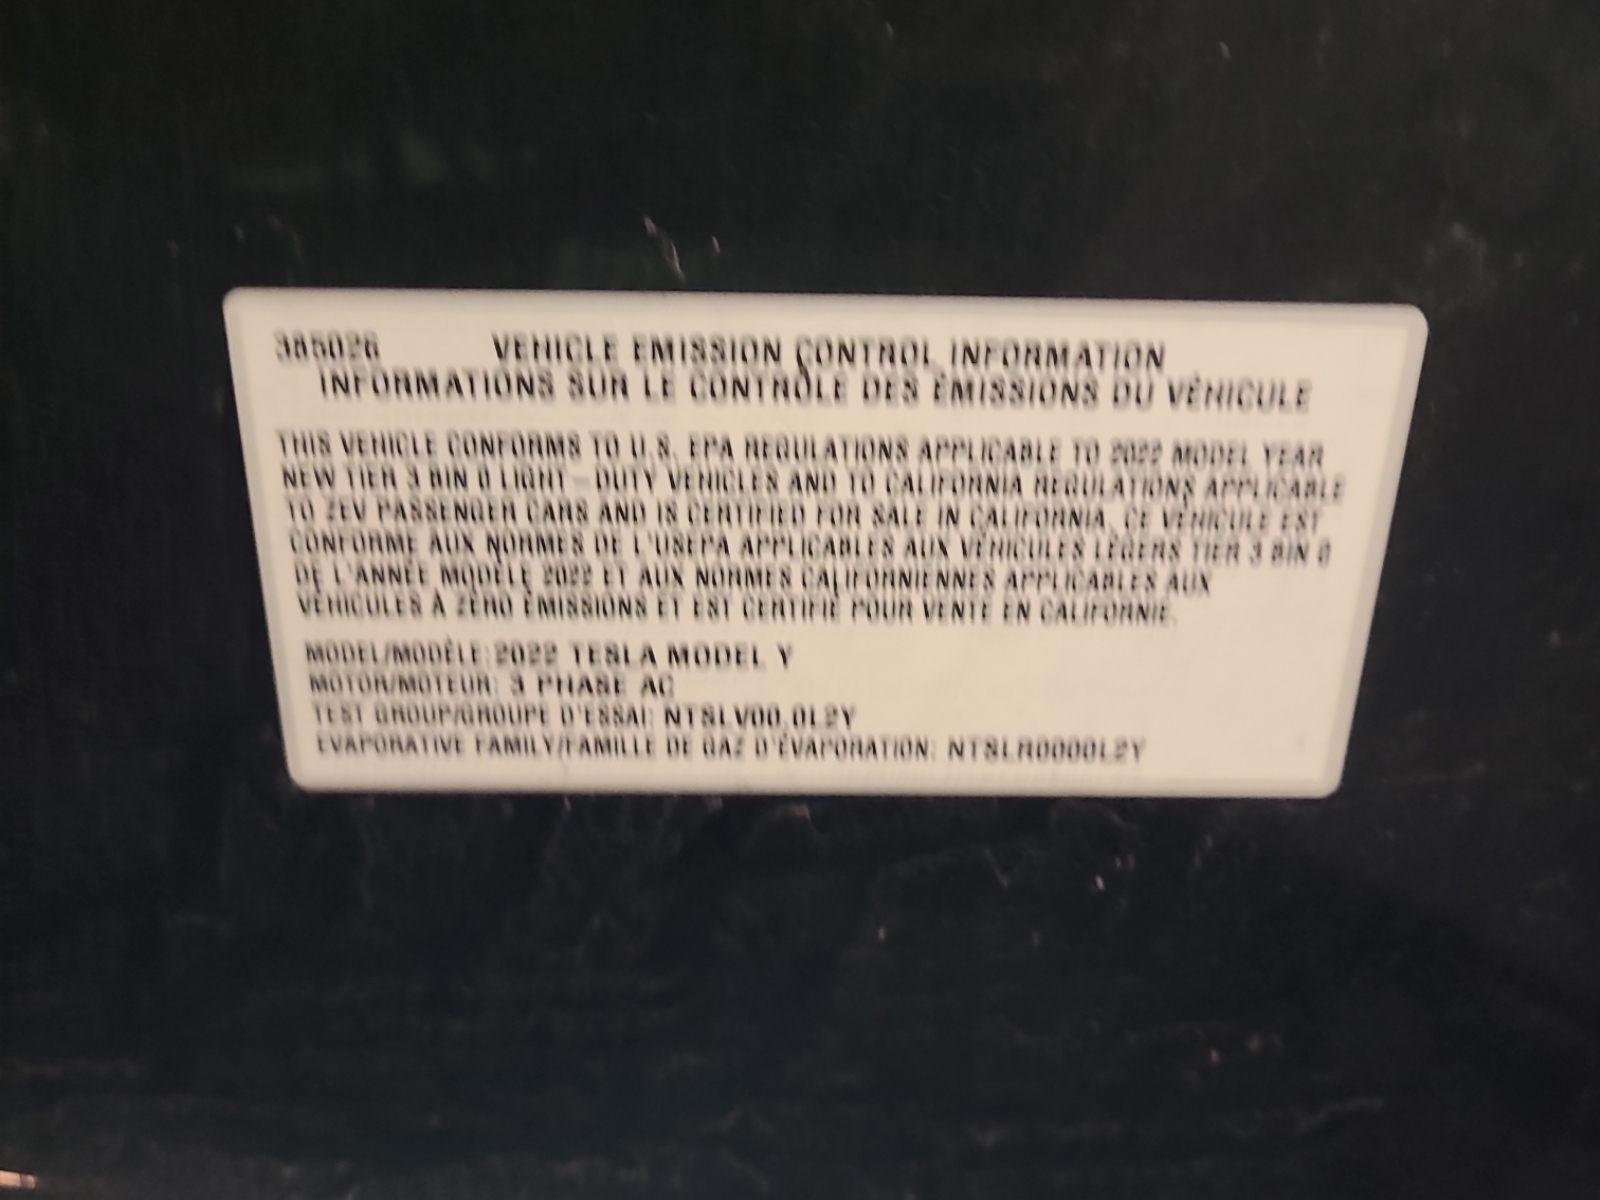 385026 VEHICLE EMISSION CONTROL INFORMATION
INFORMATIONS SUR LE CONTRÔLE DES ÉMISSIONS DU VÉHICULE
THIS VEHICLE CONFORMS TO U.S. EPA REGULATIONS APPLICABLE TO 2022 MODEL YEAR
NEW TIER 3 BIN 0 LIGHT - DUTY VEHICLES AND TO CALIFORNIA REGULATIONS APPLICABLE
TO ZEV PASSENGER CARS AND IS CERTIFIED FOR SALE IN CALIFORNIA. CE VÉHICULE EST
CONFORME AUX NORMES DE L'USEPA APPLICABLES AUX VÉHICULES LÉGERS TIER 3 BIN 0
DE L'ANNÉE MODÈLE 2022 ET AUX NORMES CALIFORNIENNES APPLICABLES AUX
VÉHICULES À ZÉRO ÉMISSIONS ET EST CERTIFIÉ POUR VENTE EN CALIFORNIE.
MODEL/MODÈLE: 2022 TESLA MODEL Y
MOTOR/MOTEUR: 3 PHASE AC
TEST GROUP/GROUPE D'ESSAI: NTSLV00.0L2Y
EVAPORATIVE FAMILY/FAMILLE DE GAZ D'ÉVAPORATION: NTSLR0000L2Y